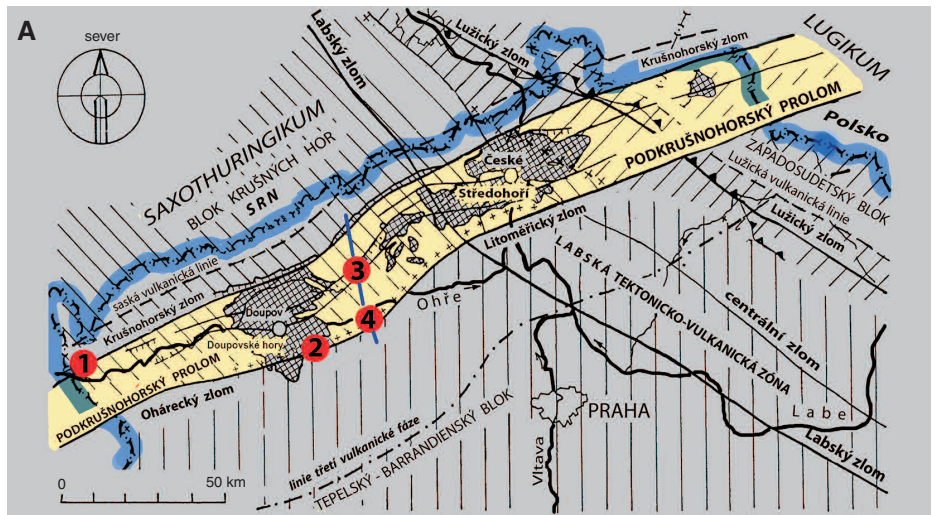 A
sever
Labský zlom
Lužický zlom
Krušnohorský zlom
LUGIKUM
SAXOTHURINGIKUM
BLOK KRUŠNÝCH HOR
SRN
České
Středohoří
PODKRUŠNOHORSKÝ PROLOM
Polsko
ZÁPADOSUDETSKÝ BLOK
Lužická vulkanická linie
Lužický zlom
saská vulkanická linie
Krušnohorský zlom
Litoměřický zlom
LABSKÁ TEKTONICKO-VULKANICKÁ ZÓNA
centrální zlom
3
Doupov
Ohře
4
Doupovské hory
2
1
PODKRUŠNOHORSKÝ PROLOM
Ohárecký zlom
PRAHA
Label
Labský zlom
Vltava
linie třetí vulkanické fáze
TEPELSKÝ - BARRANDIENSKÝ BLOK
0 50 km